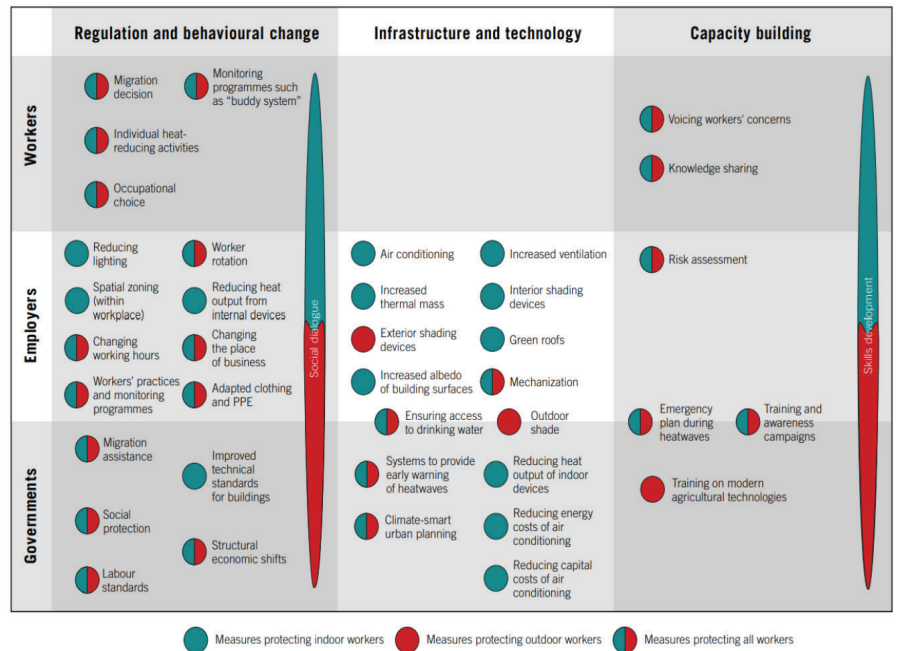 Regulation and behavioural change
Infrastructure and technology
Capacity building
Workers
Migration
decision
Monitoring
programmes such
as “buddy system”
Individual heat-
reducing activities
Occupational
choice
Voicing workers' concerns
Knowledge sharing
Employers
Reducing
lighting
Worker
rotation
Spatial zoning
(within
workplace)
Reducing heat
output from
internal devices
Changing
working hours
Changing
the place
of business
Workers' practices
and monitoring
programmes
Adapted clothing
and PPE
Social dialogue
Air conditioning
Increased ventilation
Increased
thermal mass
Interior shading
devices
Exterior shading
devices
Green roofs
Increased albedo
of building surfaces
Mechanization
Ensuring access
to drinking water
Outdoor
shade
Risk assessment
Emergency
plan during
heatwaves
Training and
awareness
campaigns
Skills development
Governments
Migration
assistance
Improved
technical
standards
for buildings
Social
protection
Structural
economic shifts
Labour
standards
Systems to provide
early warning
of heatwaves
Reducing heat
output of indoor
devices
Climate-smart
urban planning
Reducing energy
costs of air
conditioning
Reducing capital
costs of air
conditioning
Training on modern
agricultural technologies
Measures protecting indoor workers
Measures protecting outdoor workers
Measures protecting all workers